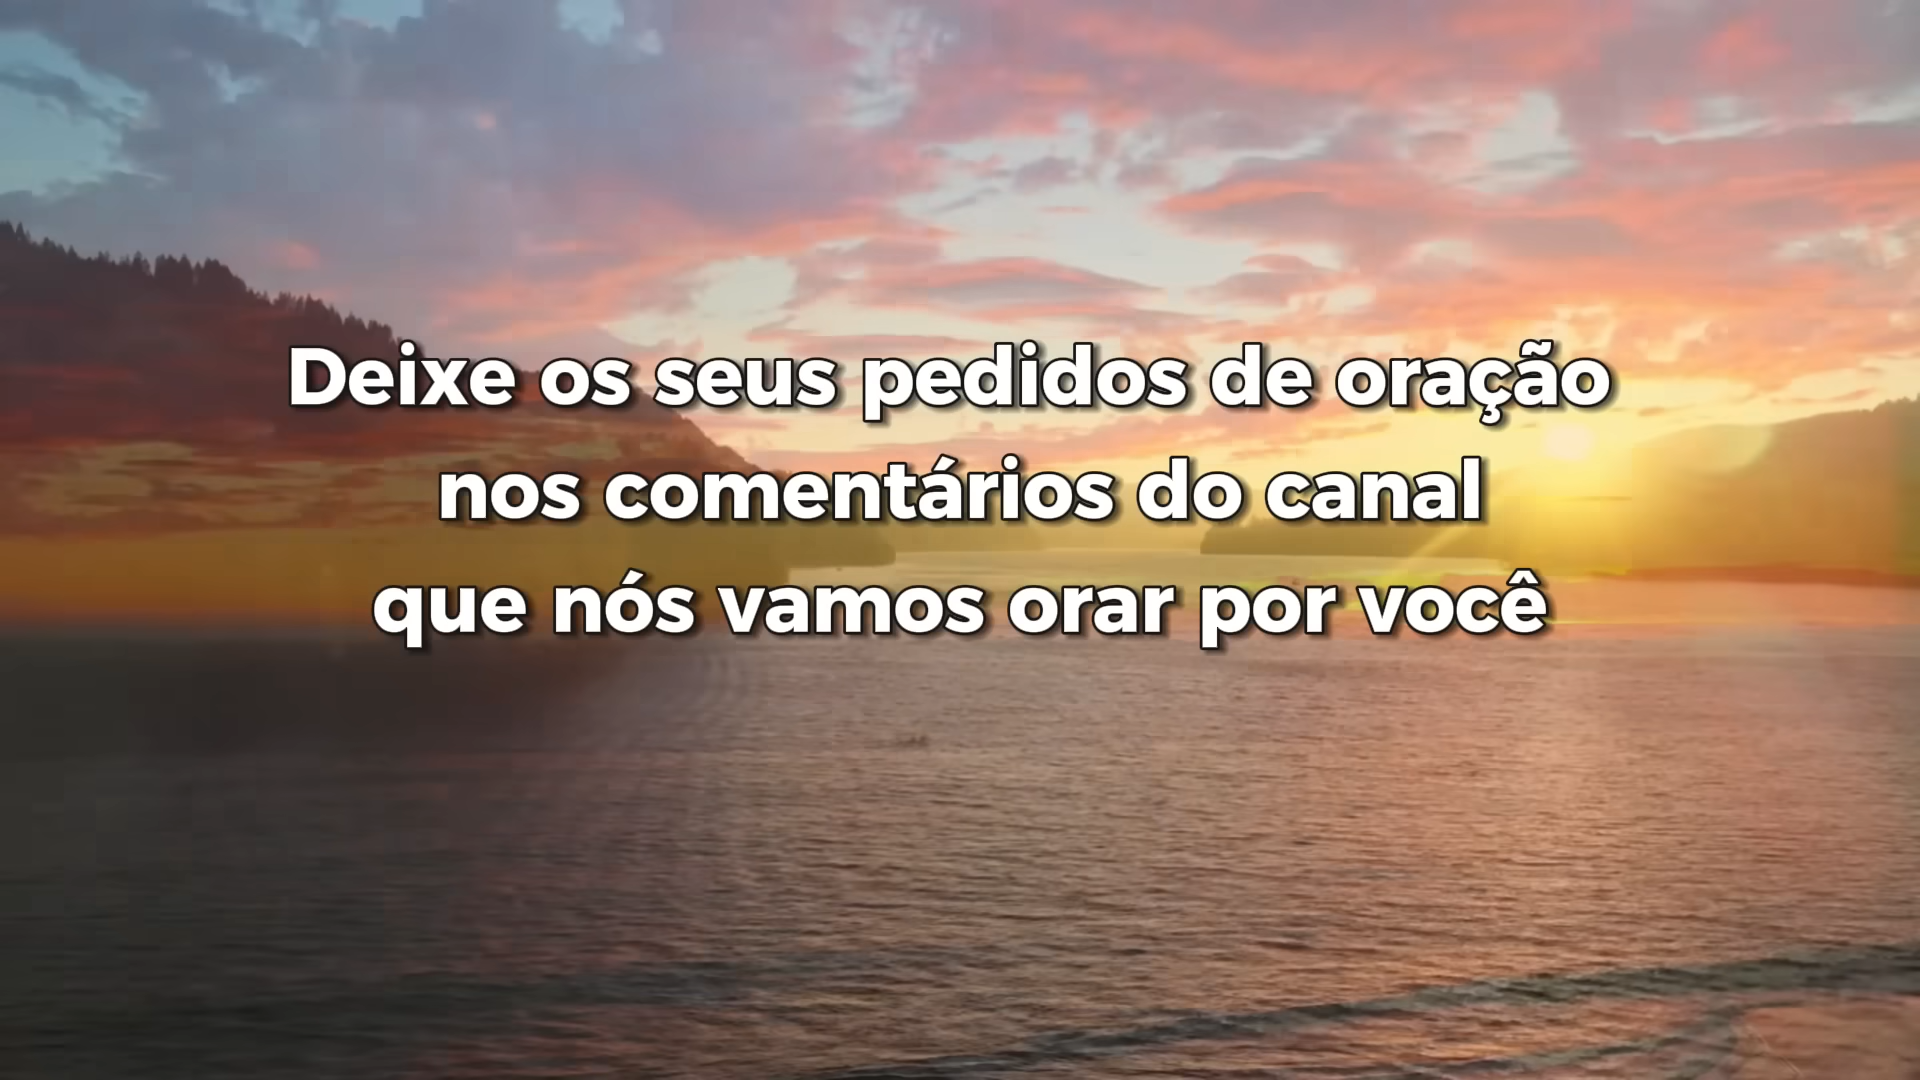 Deixe os seus pedidos de oração
nos comentários do canal
que nós vamos orar por você